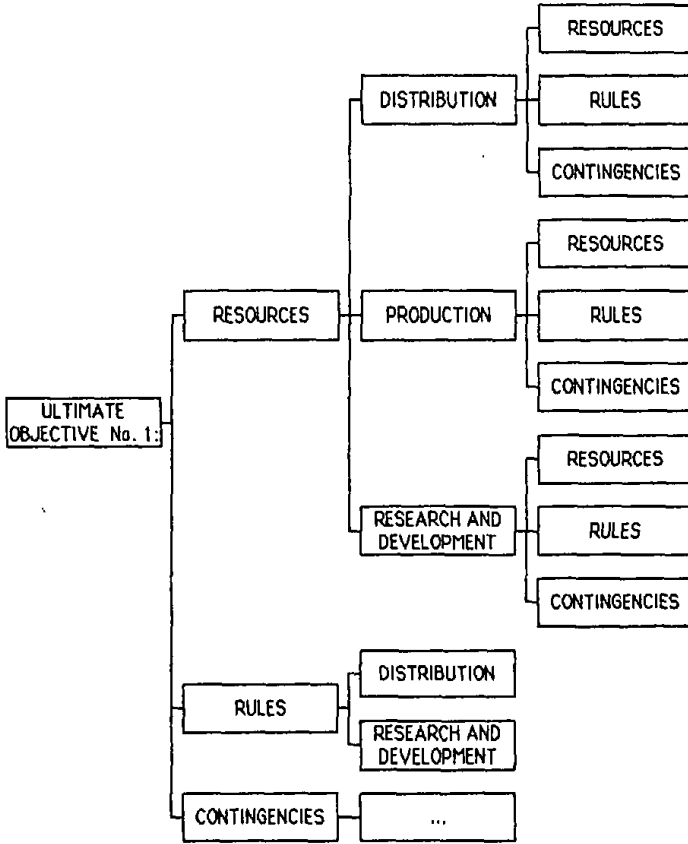 RESOURCES
DISTRIBUTION
RULES
CONTINGENCIES
RESOURCES
RESOURCES
PRODUCTION
RULES
CONTINGENCIES
ULTIMATE
OBJECTIVE No. 1:
RESOURCES
RESEARCH AND
DEVELOPMENT
RULES
CONTINGENCIES
DISTRIBUTION
RULES
RESEARCH AND
DEVELOPMENT
CONTINGENCIES
...